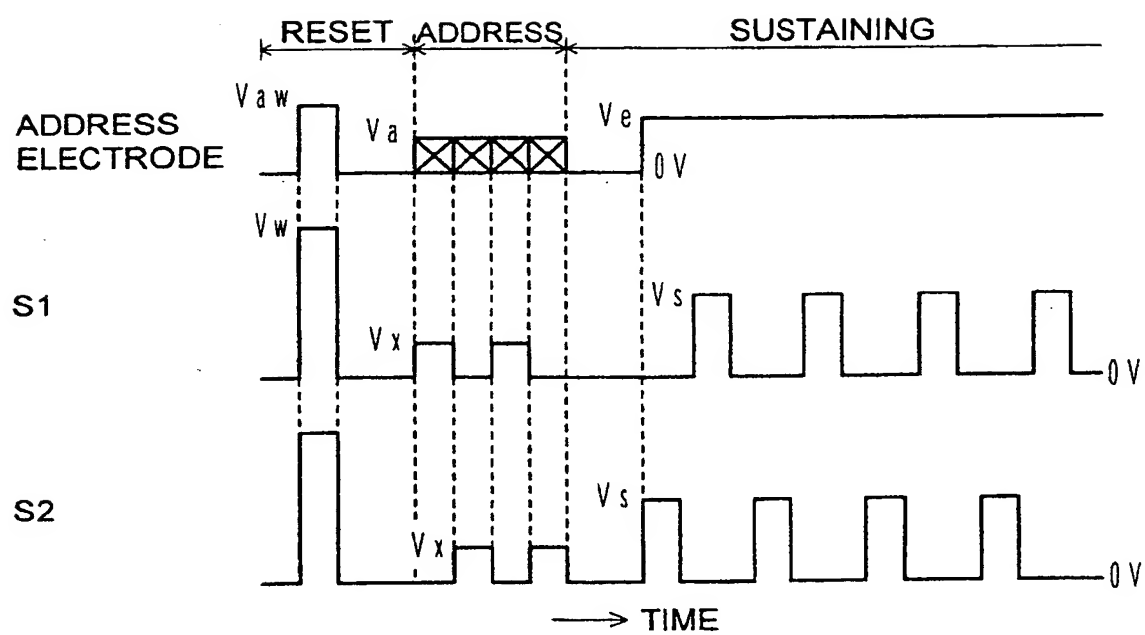 RESET ADDRESS SUSTAINING
Vaw
ADDRESS
ELECTRODE
Va
Ve
0V
Vw
S1
Vx
Vs
0V
S2
Vx
Vs
0V
TIME